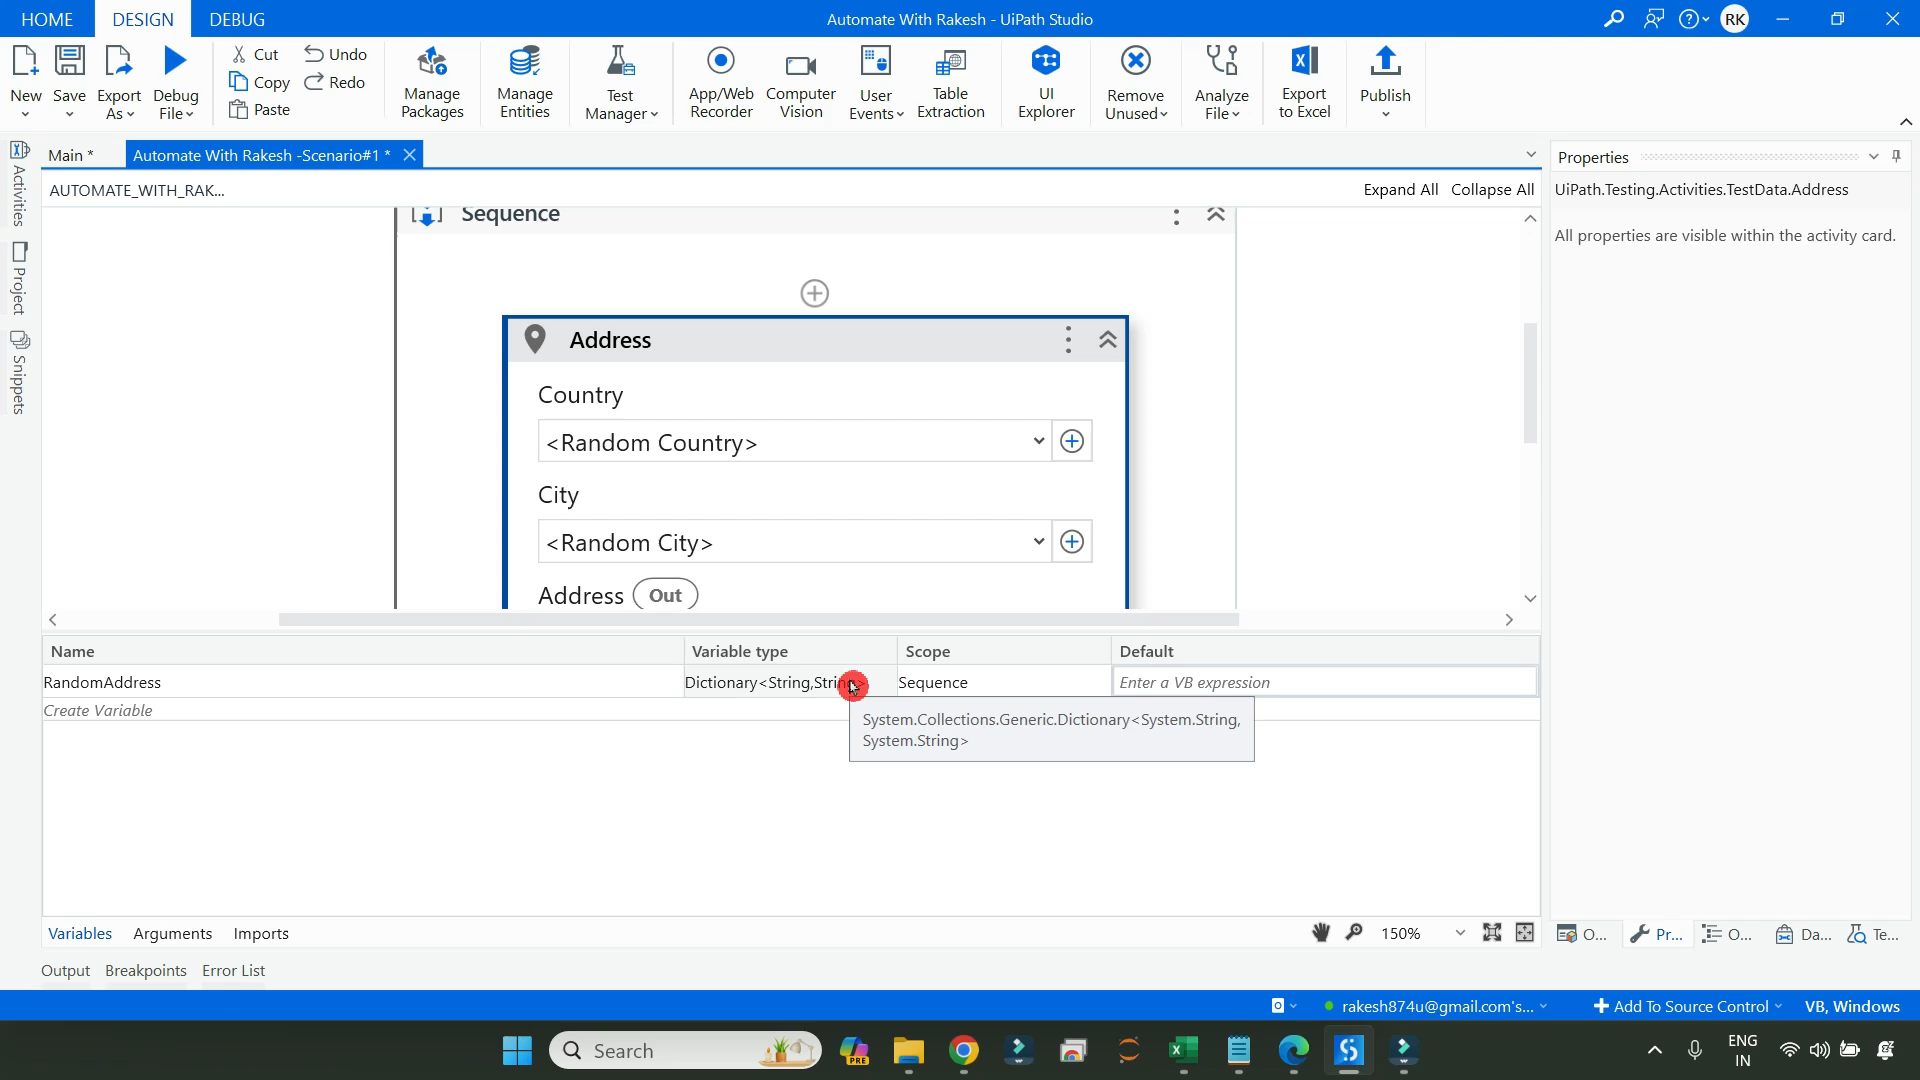 HOME
DESIGN
DEBUG
Automate With Rakesh - UiPath Studio
RK
New
Save
Export
As
Debug
File
Cut
Copy
Paste
Undo
Redo
Manage
Packages
Manage
Entities
Test
Manager
App/Web
Recorder
Computer
Vision
User
Events
Table
Extraction
UI
Explorer
Remove
Unused
Analyze
File
Export
to Excel
Publish
Activities
Project
Snippets
Main *
Automate With Rakesh -Scenario#1 *
AUTOMATE_WITH_RAK...
Expand All
Collapse All
Sequence
Address
Country
<Random Country>
City
<Random City>
Address
Out
Name
Variable type
Scope
Default
RandomAddress
Dictionary<String,String>
Sequence
Enter a VB expression
Create Variable
System.Collections.Generic.Dictionary<System.String,
System.String>
Variables
Arguments
Imports
150%
Output
Breakpoints
Error List
Properties
UiPath.Testing.Activities.TestData.Address
All properties are visible within the activity card.
O...
Pr...
O...
Da...
Te...
rakesh874u@gmail.com's...
Add To Source Control
VB, Windows
Search
PRE
ENG
IN